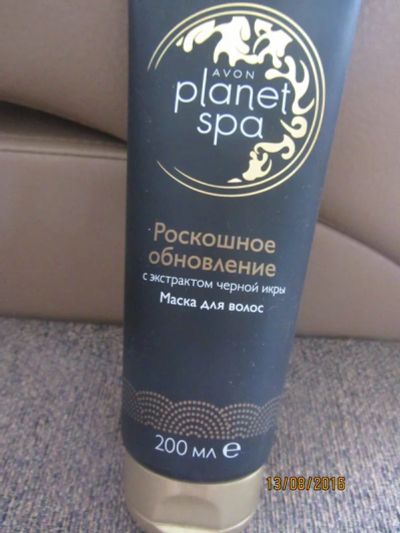 AVON
planet
spa
Роскошное
обновление
с экстрактом черной икры
Маска для волос
200 мл e
13/08/2016